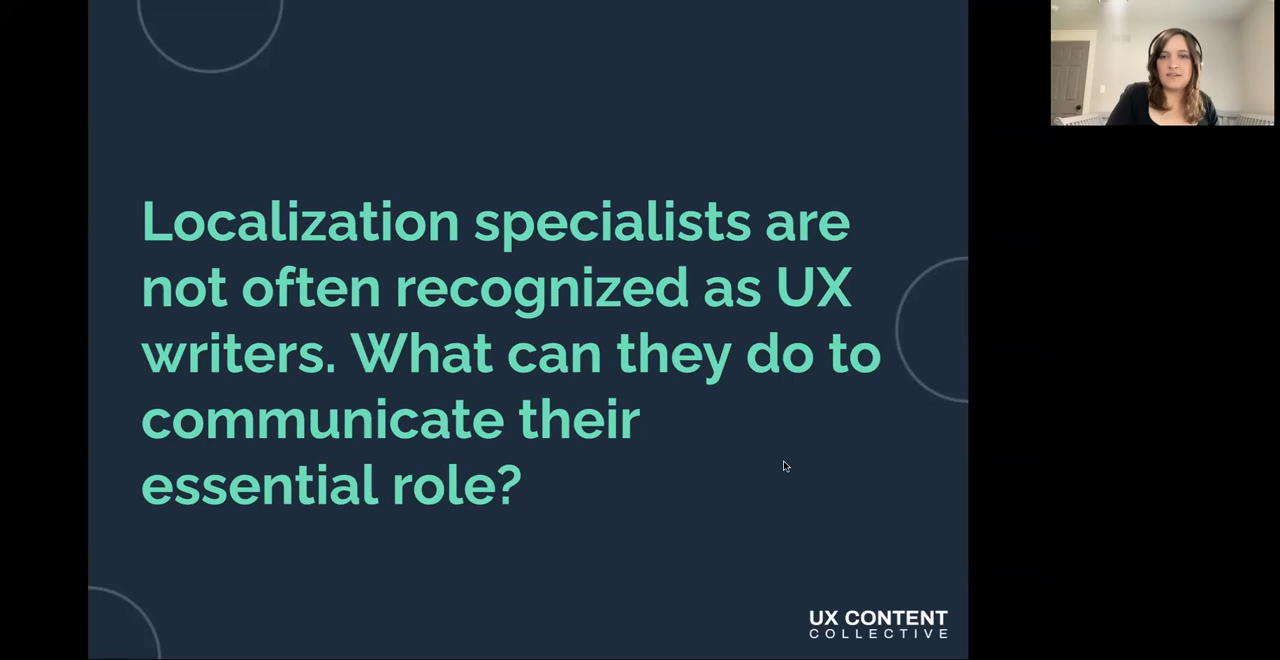 Localization specialists are
not often recognized as UX
writers. What can they do to
communicate their
essential role?
UX CONTENT
COLLECTIVE